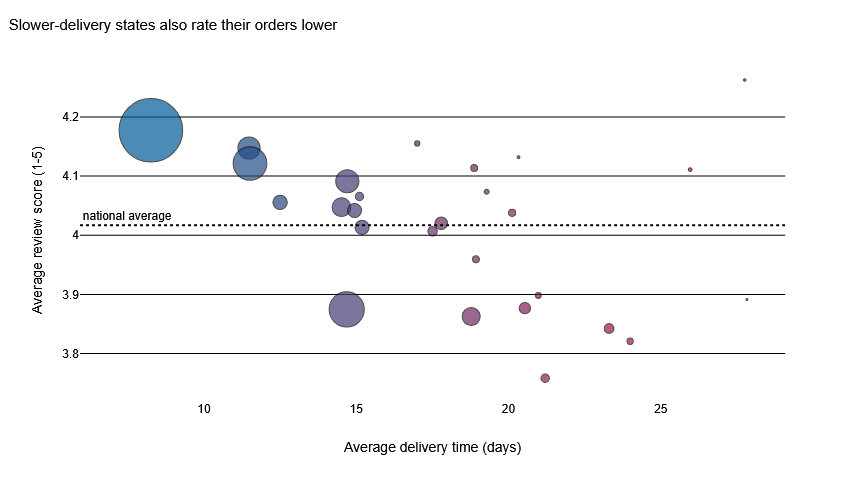 Slower-delivery states also rate their orders lower
4.2
4.1
national average
4
3.9
3.8
Average review score (1-5)
10 15 20 25
Average delivery time (days)